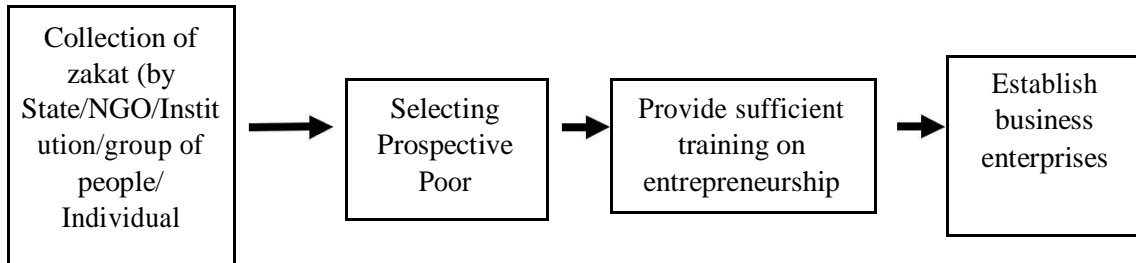 Collection of
zakat (by
State/NGO/Instit
ution/group of
people/
Individual
Selecting
Prospective
Poor
Provide sufficient
training on
entrepreneurship
Establish
business
enterprises